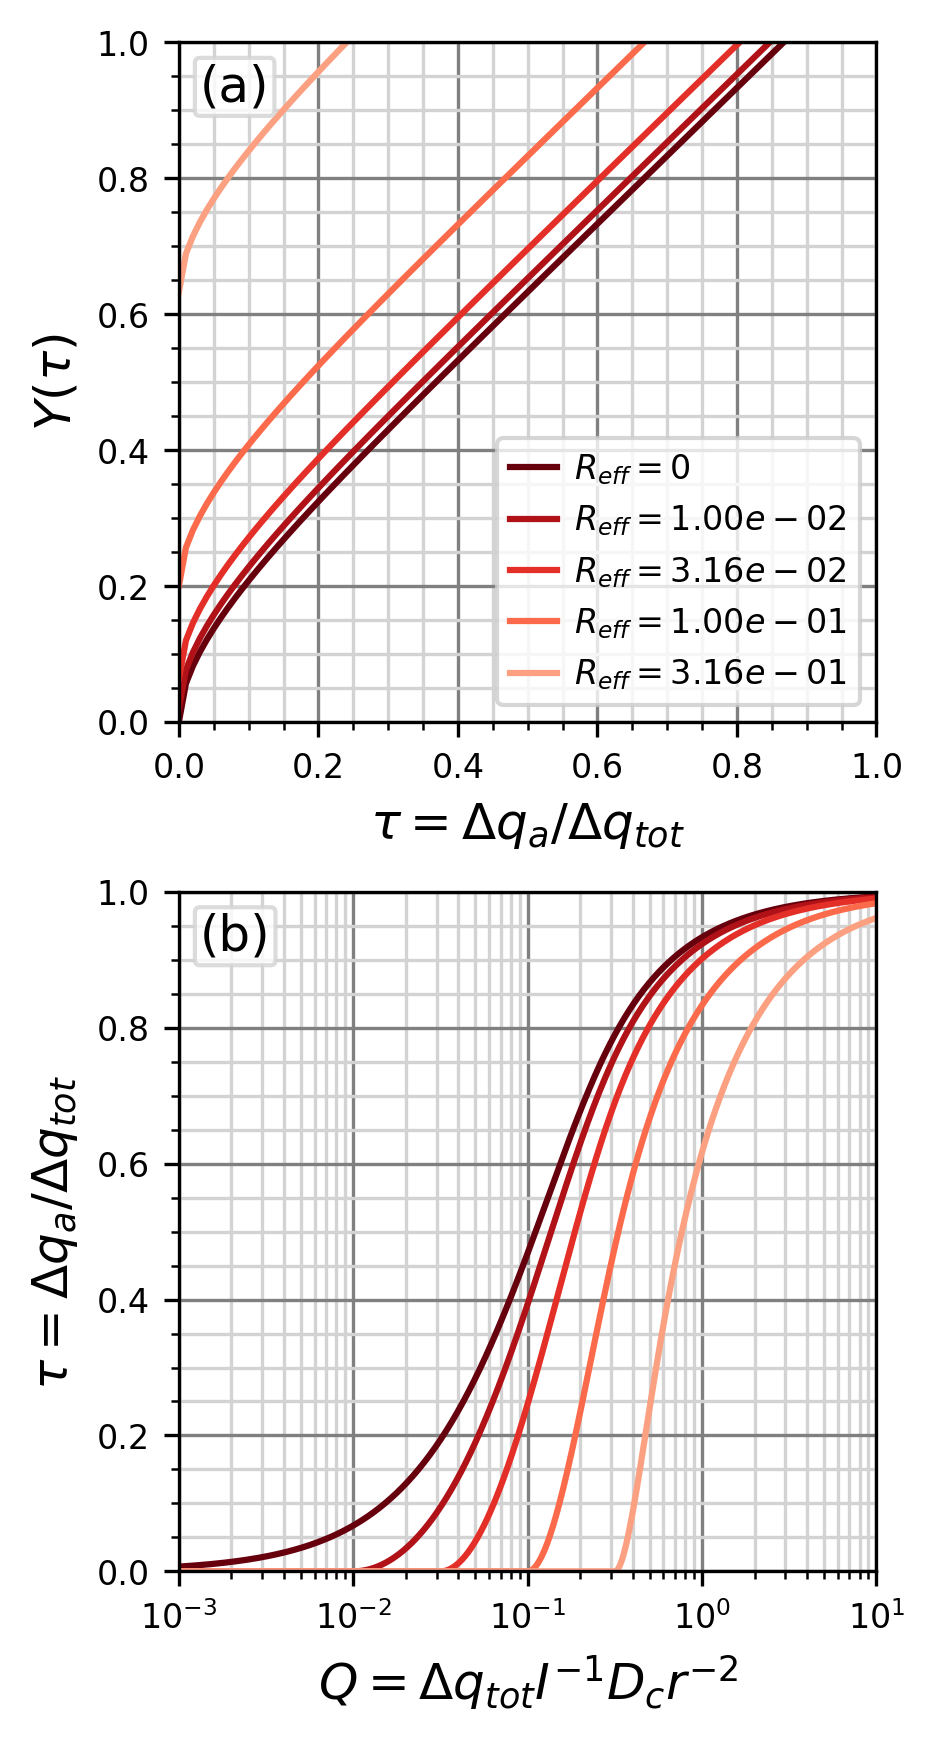 (a)
1.0
0.8
0.6
0.4
0.2
0.0
Y(τ)
R_eff = 0
R_eff = 1.00e − 02
R_eff = 3.16e − 02
R_eff = 1.00e − 01
R_eff = 3.16e − 01
0.0 0.2 0.4 0.6 0.8 1.0
τ = Δq_a/Δq_tot
(b)
1.0
0.8
0.6
0.4
0.2
0.0
τ = Δq_a/Δq_tot
10^−3 10^−2 10^−1 10^0 10^1
Q = Δq_tot I^−1 D_c r^−2